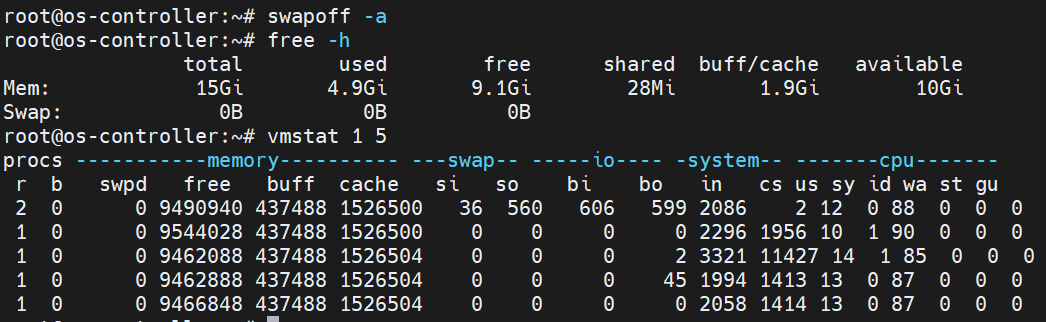 root@os-controller:~# swapoff -a
root@os-controller:~# free -h
total used free shared buff/cache available
Mem: 15Gi 4.9Gi 9.1Gi 28Mi 1.9Gi 10Gi
Swap: 0B 0B 0B
root@os-controller:~# vmstat 1 5
procs -----------memory---------- ---swap-- -----io---- -system-- -------cpu-------
r b swpd free buff cache si so bi bo in cs us sy id wa st gu
2 0 0 9490940 437488 1526500 36 560 606 599 2086 2 12 0 88 0 0 0
1 0 0 9544028 437488 1526500 0 0 0 0 2296 1956 10 1 90 0 0 0
1 0 0 9462088 437488 1526504 0 0 0 2 3321 11427 14 1 85 0 0 0
1 0 0 9462888 437488 1526504 0 0 0 45 1994 1413 13 0 87 0 0 0
1 0 0 9466848 437488 1526504 0 0 0 0 2058 1414 13 0 87 0 0 0